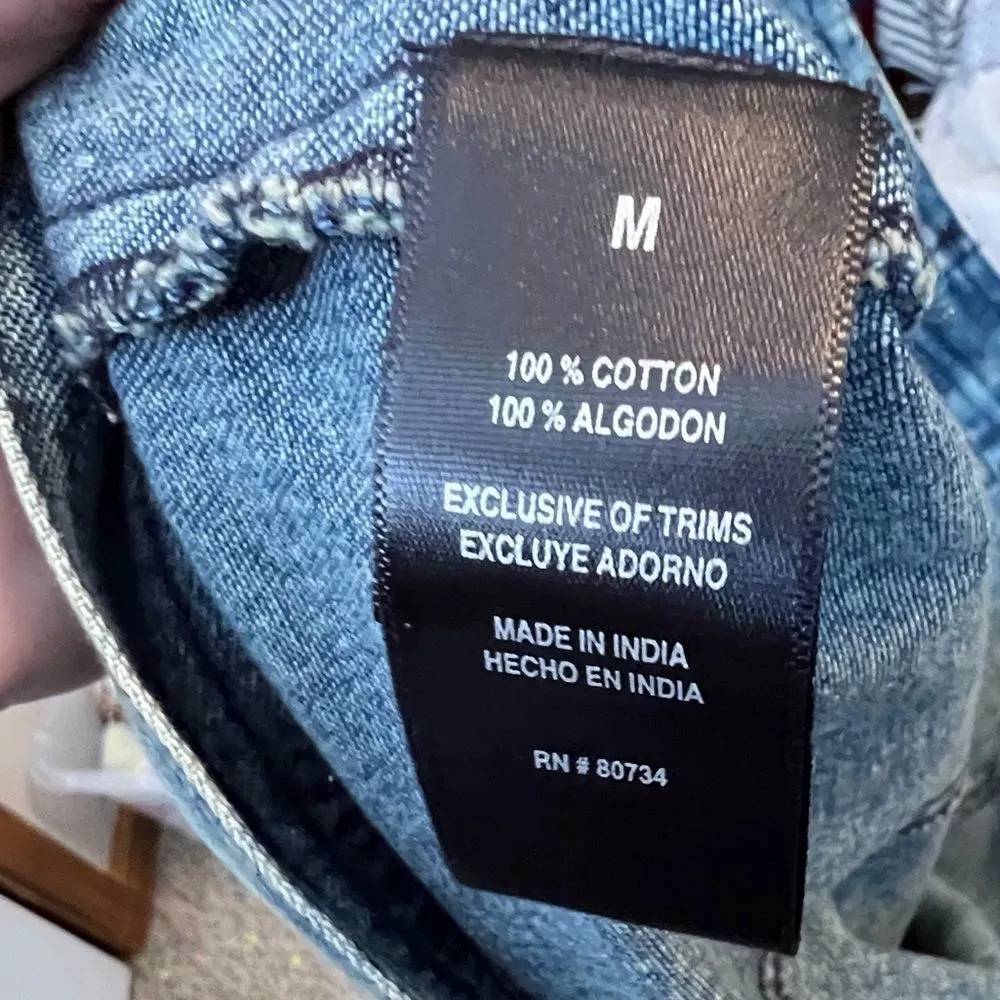 M
100 % COTTON
100 % ALGODON
EXCLUSIVE OF TRIMS
EXCLUYE ADORNO
MADE IN INDIA
HECHO EN INDIA
RN # 80734